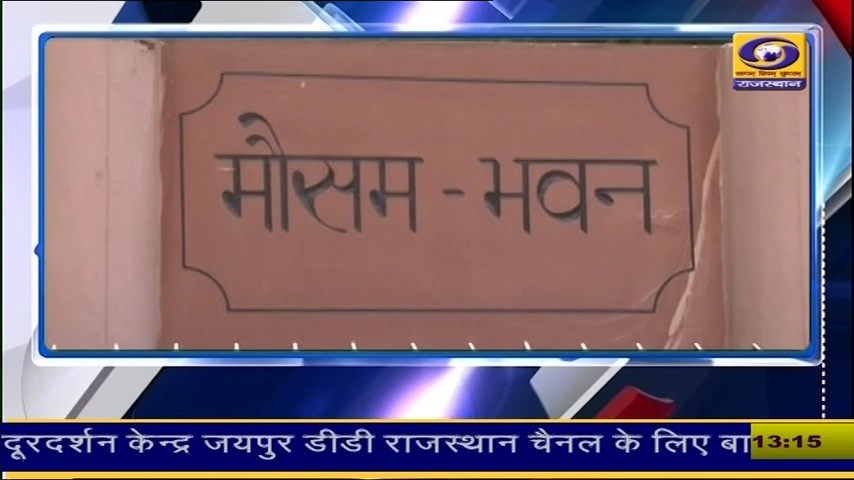 राजस्थान
मौसम - भवन
दूरदर्शन केन्द्र जयपुर डीडी राजस्थान चैनल के लिए बा
13:15